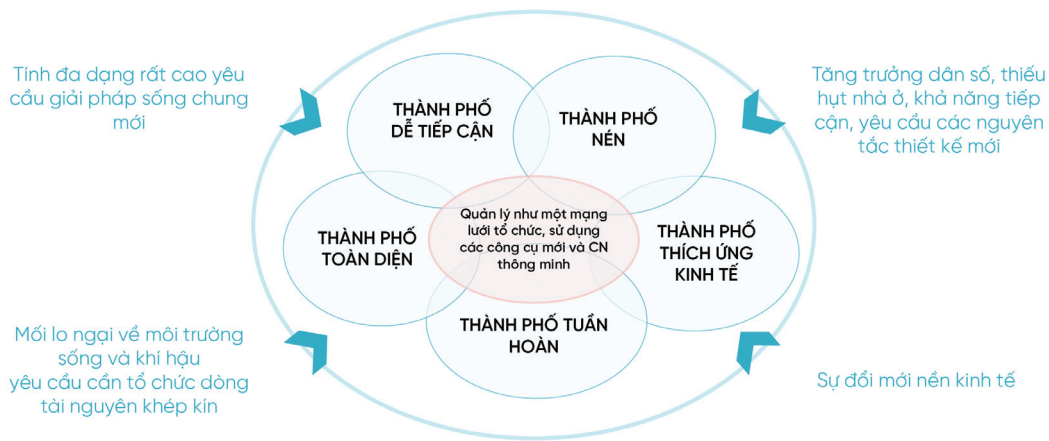 Tính đa dạng rất cao yêu
cầu giải pháp sống chung
mới
THÀNH PHỐ
DỄ TIẾP CẬN
THÀNH PHỐ
NÉN
Tăng trưởng dân số, thiếu
hụt nhà ở, khả năng tiếp
cận, yêu cầu các nguyên
tắc thiết kế mới
THÀNH PHỐ
TOÀN DIỆN
Quản lý như một mạng
lưới tổ chức, sử dụng
các công cụ mới và CN
thông minh
THÀNH PHỐ
THÍCH ỨNG
KINH TẾ
THÀNH PHỐ TUẦN
HOÀN
Mối lo ngại về môi trường
sống và khí hậu
yêu cầu cần tổ chức dòng
tài nguyên khép kín
Sự đổi mới nền kinh tế